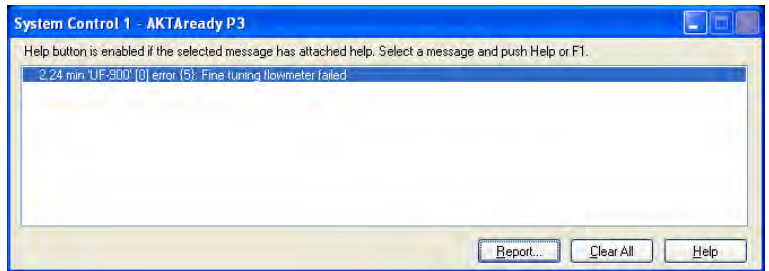 System Control 1 - AKTAready P3
Help button is enabled if the selected message has attached help. Select a message and push Help or F1.
2.24 min 'UF-900' [0] error {5}: Fine tuning flowmeter failed
Report... Clear All Help